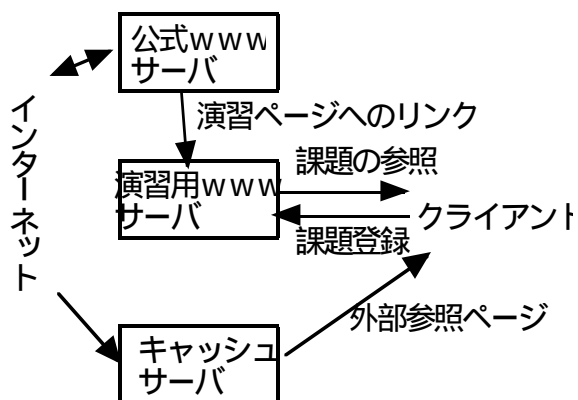 公式ｗｗｗ
サーバ
演習ページへのリンク
インターネット
演習用ｗｗｗ
サーバ
課題の参照
クライアント
課題登録
外部参照ページ
キャッシュ
サーバ